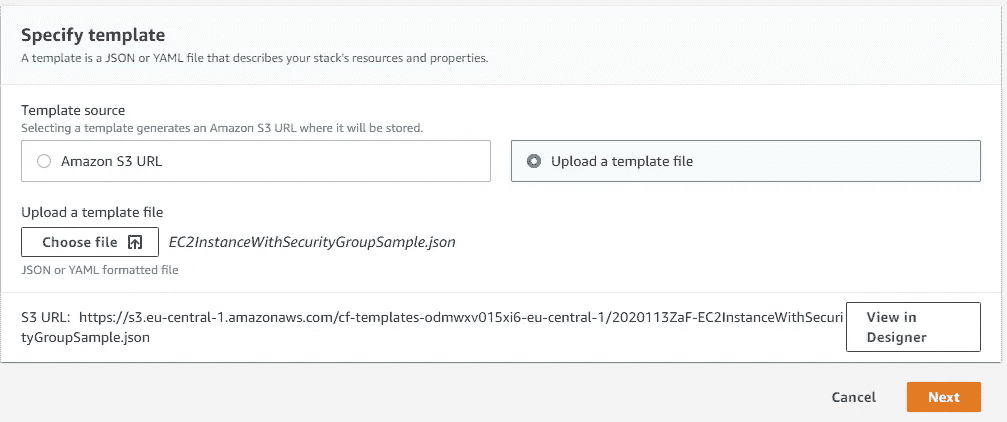 Specify template
A template is a JSON or YAML file that describes your stack's resources and properties.
Template source
Selecting a template generates an Amazon S3 URL where it will be stored.
Amazon S3 URL
Upload a template file
Upload a template file
Choose file
EC2InstanceWithSecurityGroupSample.json
JSON or YAML formatted file
S3 URL: https://s3.eu-central-1.amazonaws.com/cf-templates-odmwxv015xi6-eu-central-1/2020113ZaF-EC2InstanceWithSecuri
tyGroupSample.json
View in
Designer
Cancel
Next